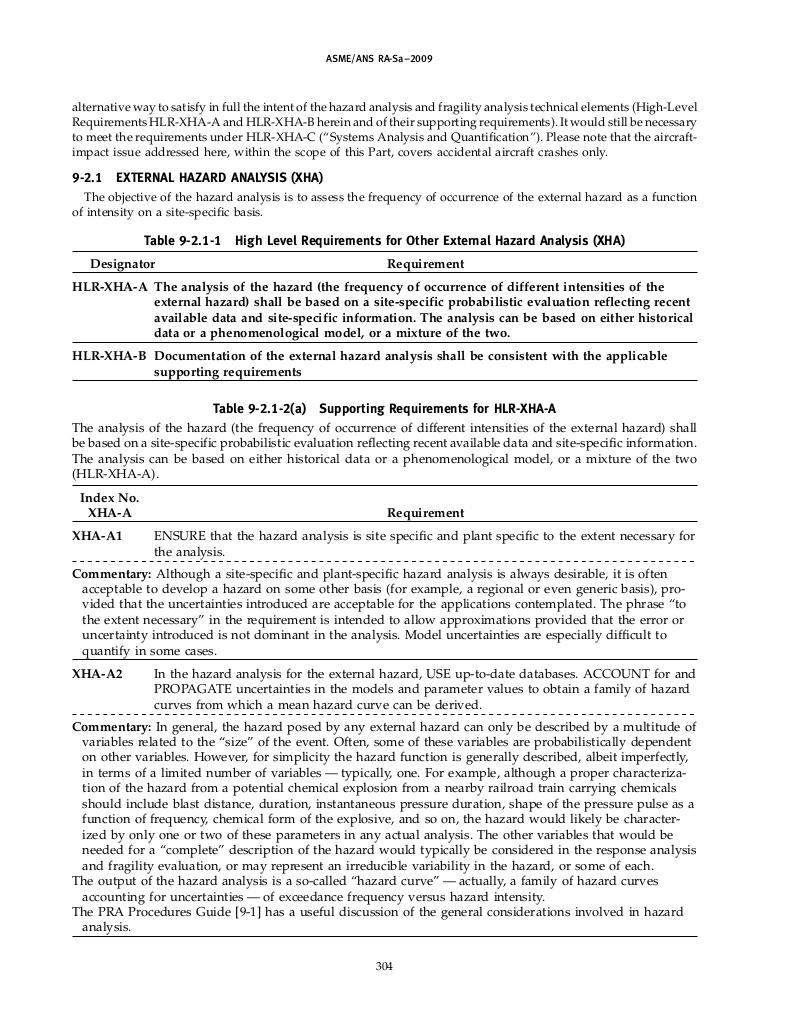 ASME/ANS RA-Sa–2009
alternative way to satisfy in full the intent of the hazard analysis and fragility analysis technical elements (High-Level
Requirements HLR-XHA-A and HLR-XHA-B herein and of their supporting requirements). It would still be necessary
to meet the requirements under HLR-XHA-C (“Systems Analysis and Quantification”). Please note that the aircraft-
impact issue addressed here, within the scope of this Part, covers accidental aircraft crashes only.
9-2.1 EXTERNAL HAZARD ANALYSIS (XHA)
The objective of the hazard analysis is to assess the frequency of occurrence of the external hazard as a function
of intensity on a site-specific basis.
Table 9-2.1-1 High Level Requirements for Other External Hazard Analysis (XHA)
Designator Requirement
HLR-XHA-A The analysis of the hazard (the frequency of occurrence of different intensities of the
external hazard) shall be based on a site-specific probabilistic evaluation reflecting recent
available data and site-specific information. The analysis can be based on either historical
data or a phenomenological model, or a mixture of the two.
HLR-XHA-B Documentation of the external hazard analysis shall be consistent with the applicable
supporting requirements
Table 9-2.1-2(a) Supporting Requirements for HLR-XHA-A
The analysis of the hazard (the frequency of occurrence of different intensities of the external hazard) shall
be based on a site-specific probabilistic evaluation reflecting recent available data and site-specific information.
The analysis can be based on either historical data or a phenomenological model, or a mixture of the two
(HLR-XHA-A).
Index No.
XHA-A Requirement
XHA-A1 ENSURE that the hazard analysis is site specific and plant specific to the extent necessary for
the analysis.
Commentary: Although a site-specific and plant-specific hazard analysis is always desirable, it is often
acceptable to develop a hazard on some other basis (for example, a regional or even generic basis), pro-
vided that the uncertainties introduced are acceptable for the applications contemplated. The phrase “to
the extent necessary” in the requirement is intended to allow approximations provided that the error or
uncertainty introduced is not dominant in the analysis. Model uncertainties are especially difficult to
quantify in some cases.
XHA-A2 In the hazard analysis for the external hazard, USE up-to-date databases. ACCOUNT for and
PROPAGATE uncertainties in the models and parameter values to obtain a family of hazard
curves from which a mean hazard curve can be derived.
Commentary: In general, the hazard posed by any external hazard can only be described by a multitude of
variables related to the “size” of the event. Often, some of these variables are probabilistically dependent
on other variables. However, for simplicity the hazard function is generally described, albeit imperfectly,
in terms of a limited number of variables — typically, one. For example, although a proper characteriza-
tion of the hazard from a potential chemical explosion from a nearby railroad train carrying chemicals
should include blast distance, duration, instantaneous pressure duration, shape of the pressure pulse as a
function of frequency, chemical form of the explosive, and so on, the hazard would likely be character-
ized by only one or two of these parameters in any actual analysis. The other variables that would be
needed for a “complete” description of the hazard would typically be considered in the response analysis
and fragility evaluation, or may represent an irreducible variability in the hazard, or some of each.
The output of the hazard analysis is a so-called “hazard curve” — actually, a family of hazard curves
accounting for uncertainties — of exceedance frequency versus hazard intensity.
The PRA Procedures Guide [9-1] has a useful discussion of the general considerations involved in hazard
analysis.
304